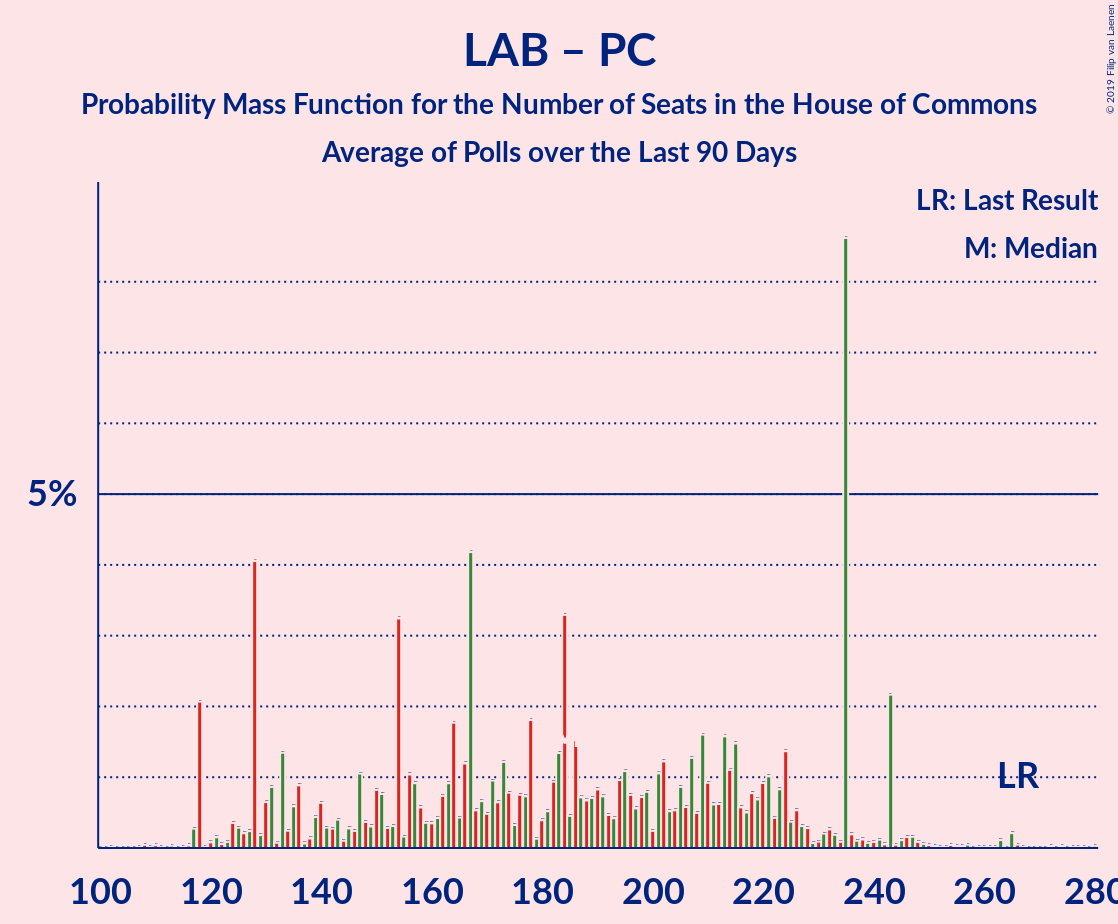 LAB – PC
Probability Mass Function for the Number of Seats in the House of Commons
Average of Polls over the Last 90 Days
© 2019 Filip van Laenen
LR: Last Result
M: Median
5%
LR
100 120 140 160 180 200 220 240 260 280